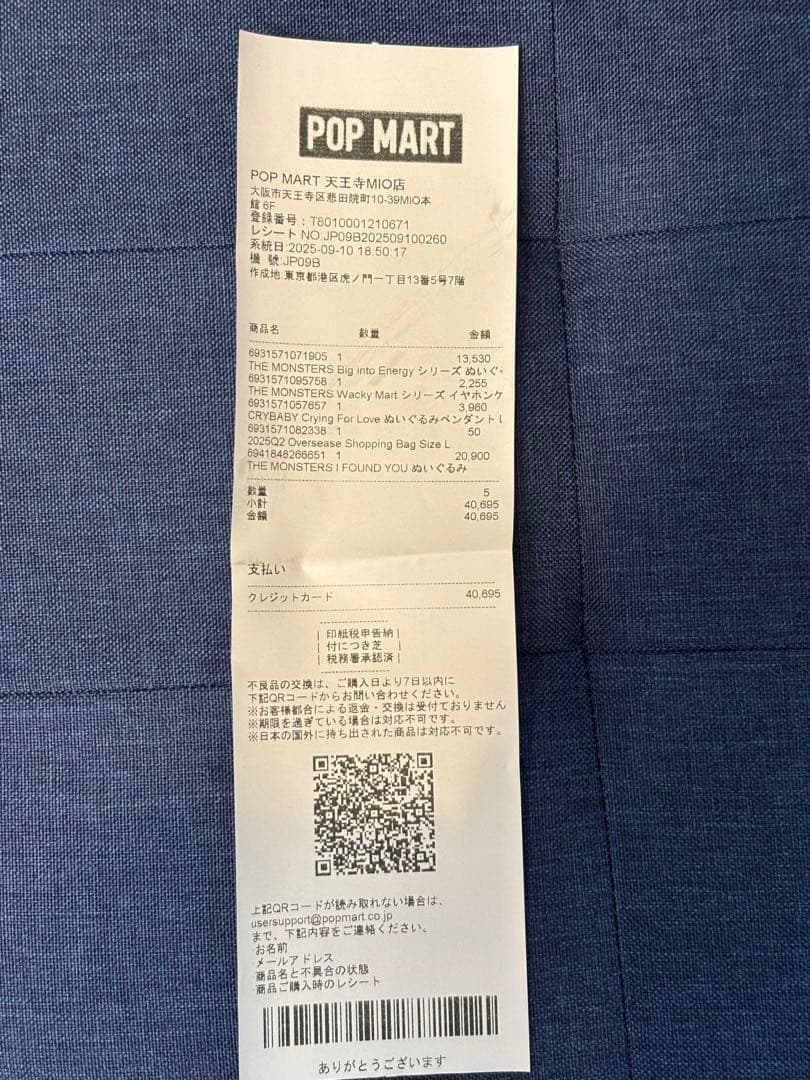 POP MART
POP MART 天王寺MIO店
大阪市天王寺区悲田院町10-39MIO本
館 6F
登録番号：T8010001210671
レシート NO:JP09B202509100260
系統日:2025-09-10 18:50:17
機 號:JP09B
作成地:東京都港区虎ノ門一丁目13番5号7階
商品名 数量 金額
6931571071905 1 13,530
THE MONSTERS Big into Energy シリーズ ぬいぐ
6931571095758 1 2,255
THE MONSTERS Wacky Mart シリーズ イヤホンケ
6931571057657 1 3,960
CRYBABY Crying For Love ぬいぐるみペンダント
6931571082338 1 50
2025Q2 Oversease Shopping Bag Size L
6941848266651 1 20,900
THE MONSTERS I FOUND YOU ぬいぐるみ
数量 5
小計 40,695
金額 40,695
支払い
クレジットカード 40,695
印紙税申告納
付につき芝
税務署承認済
不良品の交換は、ご購入日より7日以内に
下記QRコードからお問い合わせください。
※お客様都合による返金・交換は受付ておりません
※期限を過ぎている場合は対応不可です。
※日本の国外に持ち出された商品は対応不可です。
上記QRコードが読み取れない場合は、
usersupport@popmart.co.jp
まで、下記内容をご連絡ください。
お名前
メールアドレス
商品名と不具合の状態
商品ご購入時のレシート
ありがとうございます